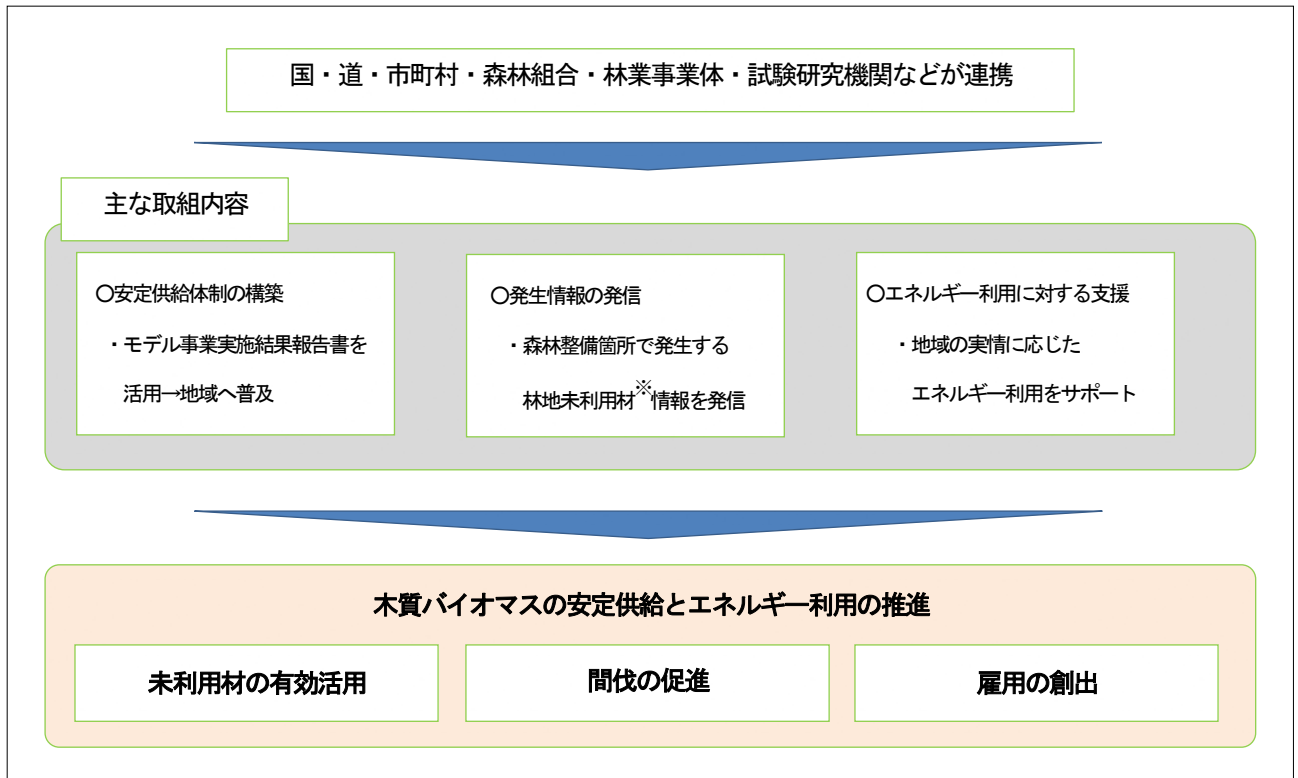 国・道・市町村・森林組合・林業事業体・試験研究機関などが連携
主な取組内容
○安定供給体制の構築
・モデル事業実施結果報告書を
活用→地域へ普及
○発生情報の発信
・森林整備箇所で発生する
林地未利用材※情報を発信
○エネルギー利用に対する支援
・地域の実情に応じた
エネルギー利用をサポート
木質バイオマスの安定供給とエネルギー利用の推進
未利用材の有効活用
間伐の促進
雇用の創出